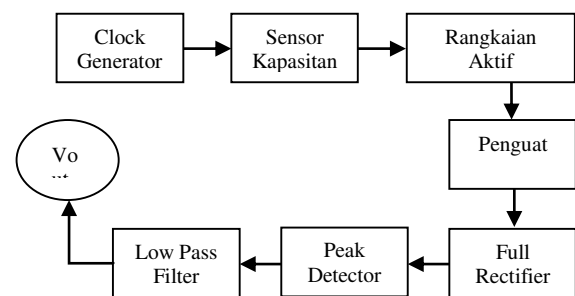 Clock
Generator
Sensor
Kapasitan
Rangkaian
Aktif
Penguat
Full
Rectifier
Peak
Detector
Low Pass
Filter
Vo